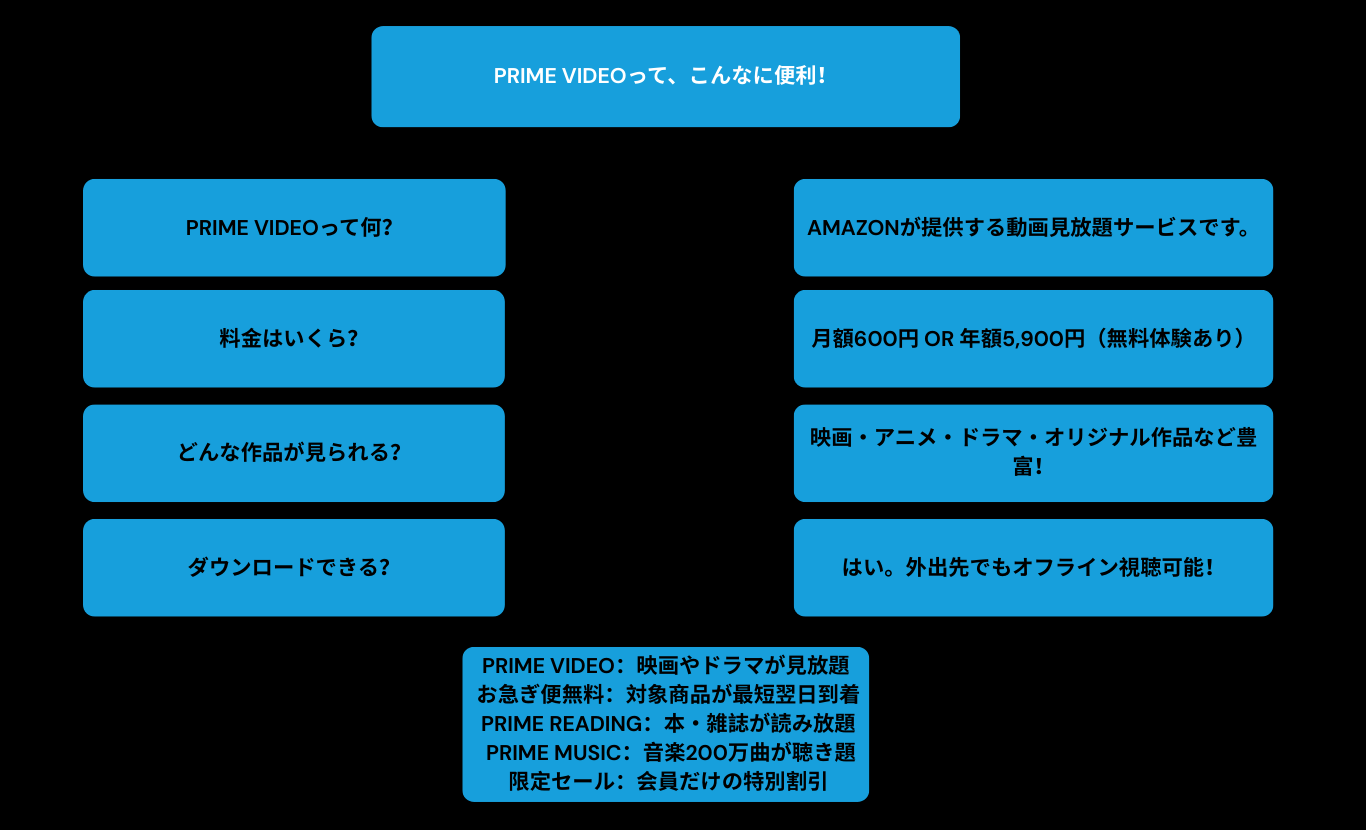 PRIME VIDEOって、こんなに便利！
PRIME VIDEOって何？
AMAZONが提供する動画見放題サービスです。
料金はいくら？
月額600円 OR 年額5,900円（無料体験あり）
どんな作品が見られる？
映画・アニメ・ドラマ・オリジナル作品など豊
富！
ダウンロードできる？
はい。外出先でもオフライン視聴可能！
PRIME VIDEO：映画やドラマが見放題
お急ぎ便無料：対象商品が最短翌日到着
PRIME READING：本・雑誌が読み放題
PRIME MUSIC：音楽200万曲が聴き題
限定セール：会員だけの特別割引